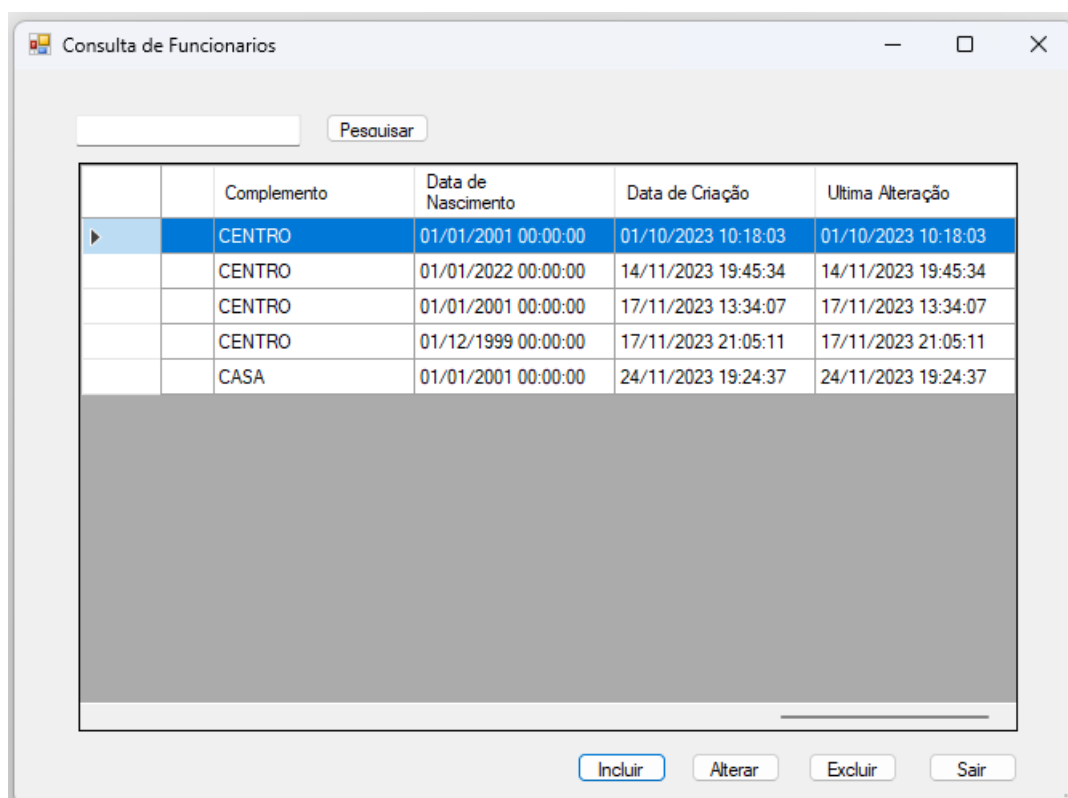 Consulta de Funcionarios
Pesquisar
Complemento Data de Nascimento Data de Criação Ultima Alteração
CENTRO 01/01/2001 00:00:00 01/10/2023 10:18:03 01/10/2023 10:18:03
CENTRO 01/01/2022 00:00:00 14/11/2023 19:45:34 14/11/2023 19:45:34
CENTRO 01/01/2001 00:00:00 17/11/2023 13:34:07 17/11/2023 13:34:07
CENTRO 01/12/1999 00:00:00 17/11/2023 21:05:11 17/11/2023 21:05:11
CASA 01/01/2001 00:00:00 24/11/2023 19:24:37 24/11/2023 19:24:37
Incluir Alterar Excluir Sair